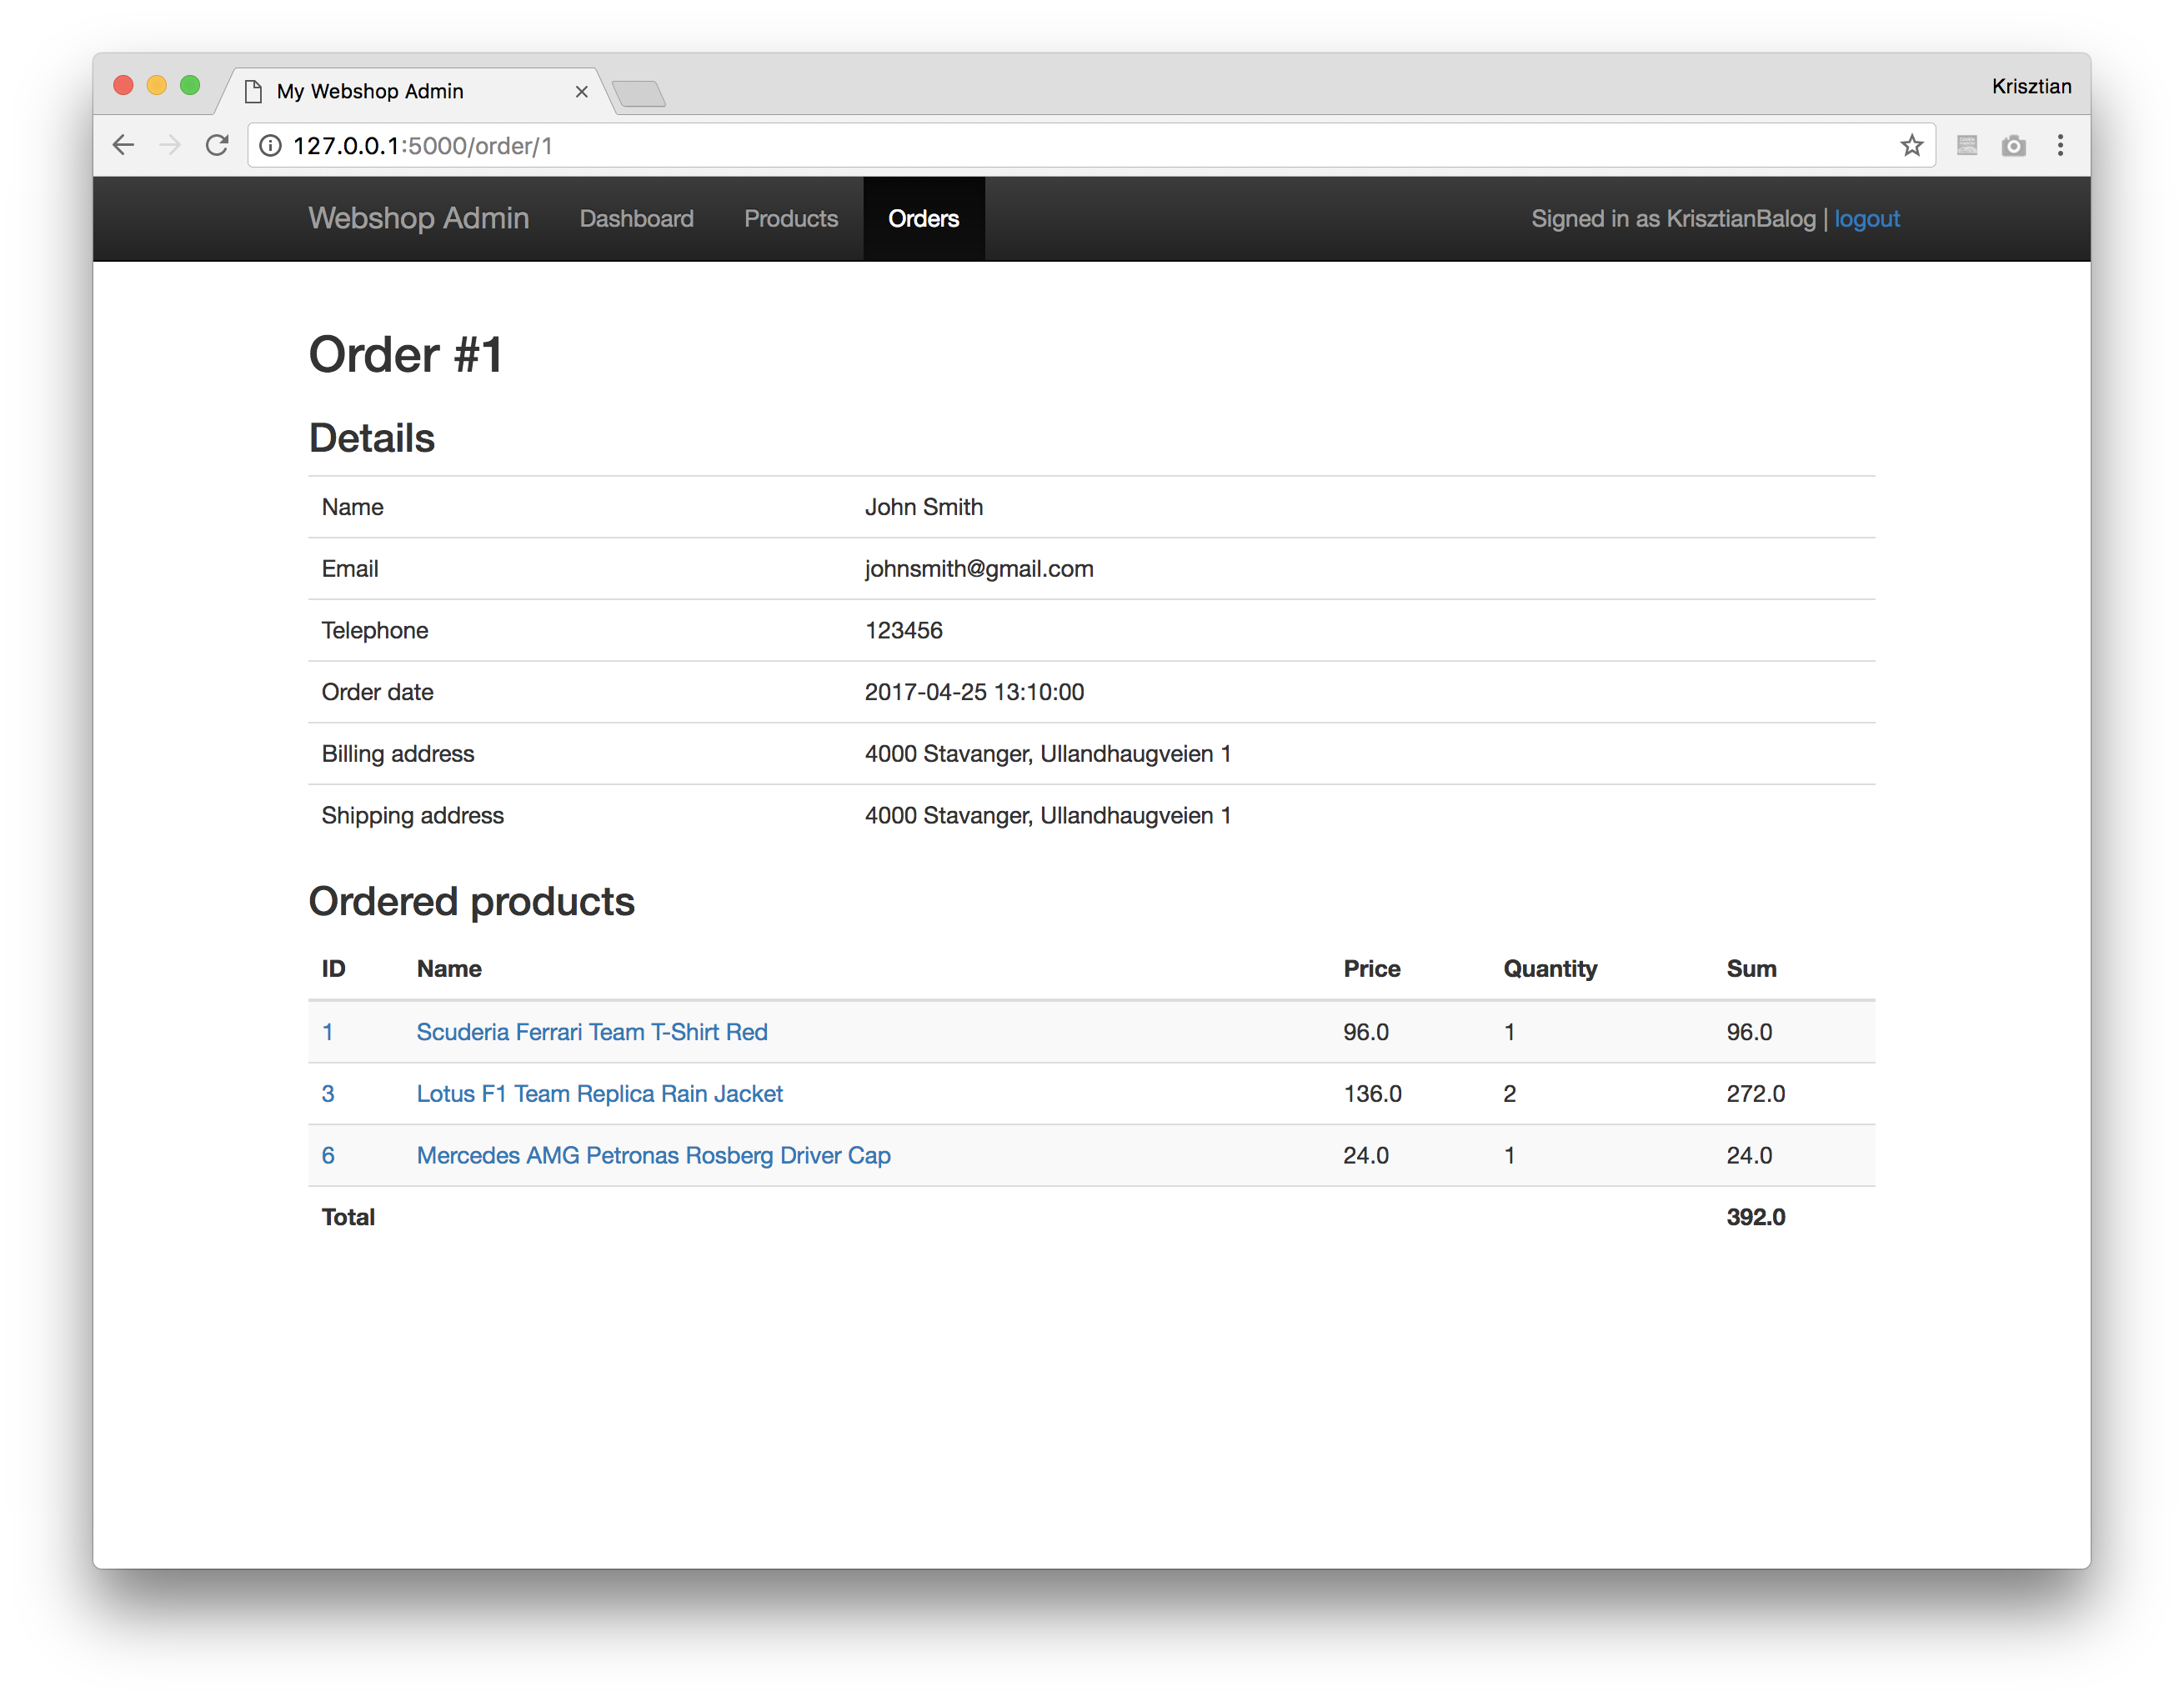 My Webshop Admin
Krisztian
127.0.0.1:5000/order/1
Webshop Admin Dashboard Products Orders Signed in as KrisztianBalog | logout
Order #1
Details
Name John Smith
Email johnsmith@gmail.com
Telephone 123456
Order date 2017-04-25 13:10:00
Billing address 4000 Stavanger, Ullandhaugveien 1
Shipping address 4000 Stavanger, Ullandhaugveien 1
Ordered products
ID Name Price Quantity Sum
1 Scuderia Ferrari Team T-Shirt Red 96.0 1 96.0
3 Lotus F1 Team Replica Rain Jacket 136.0 2 272.0
6 Mercedes AMG Petronas Rosberg Driver Cap 24.0 1 24.0
Total 392.0